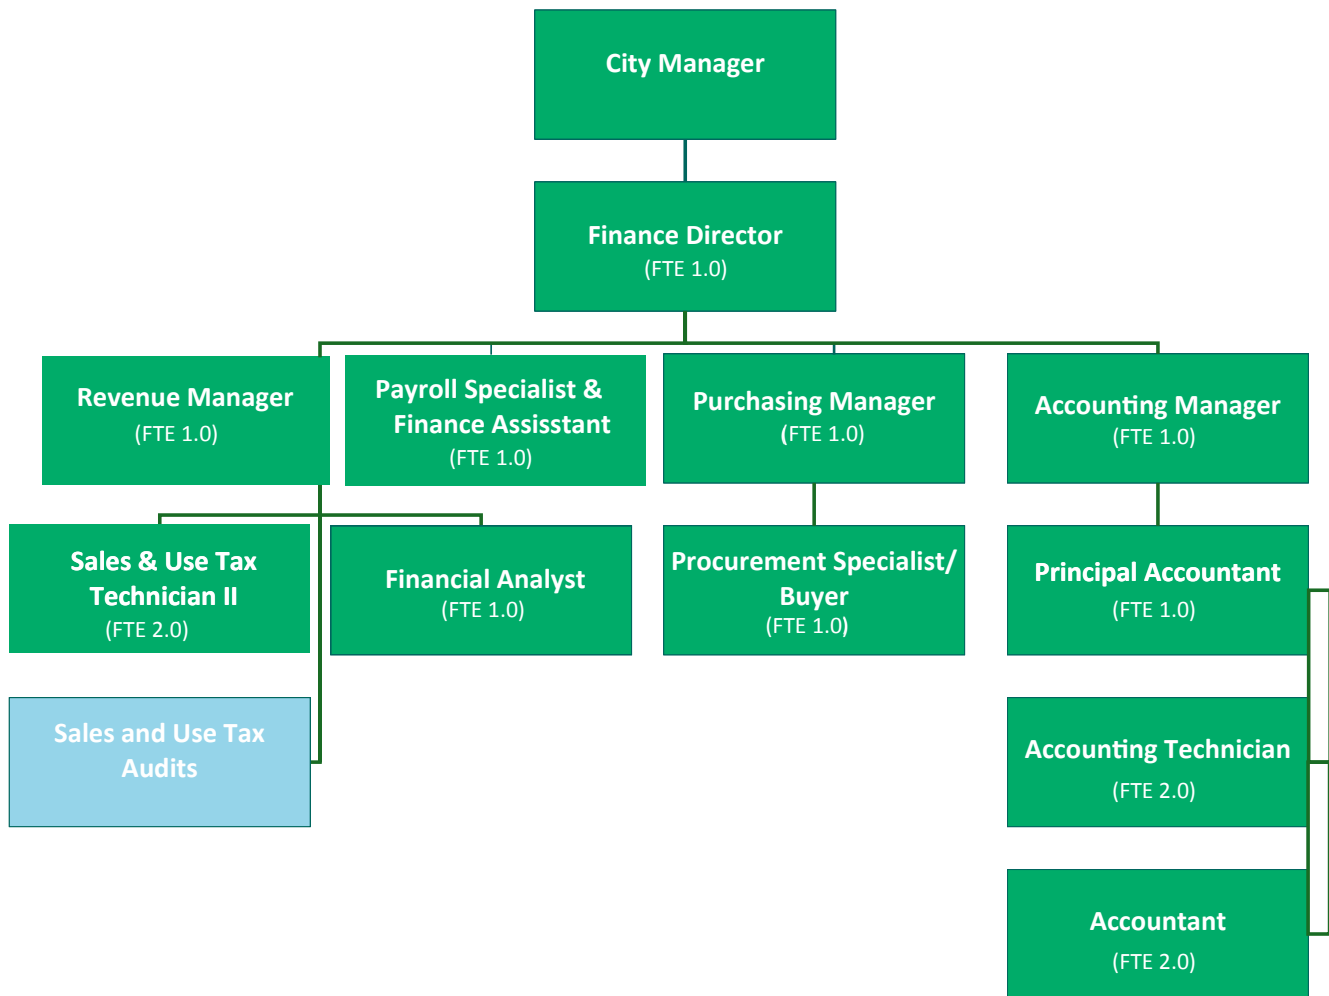 City Manager
Finance Director
(FTE 1.0)
Revenue Manager
(FTE 1.0)
Payroll Specialist &
Finance Assisstant
(FTE 1.0)
Purchasing Manager
(FTE 1.0)
Accounting Manager
(FTE 1.0)
Sales & Use Tax
Technician II
(FTE 2.0)
Financial Analyst
(FTE 1.0)
Procurement Specialist/
Buyer
(FTE 1.0)
Principal Accountant
(FTE 1.0)
Sales and Use Tax
Audits
Accounting Technician
(FTE 2.0)
Accountant
(FTE 2.0)